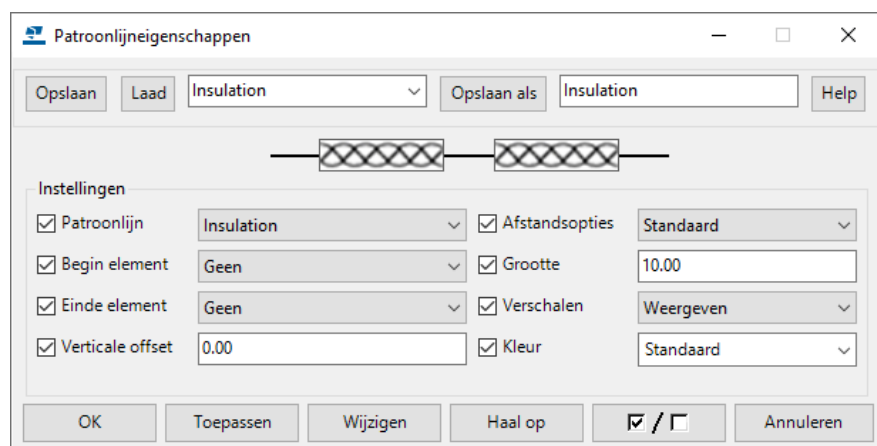 Patroonlijneigenschappen
Opslaan Laad Insulation Opslaan als Insulation Help
Instellingen
Patroonlijn Insulation Afstandsopties Standaard
Begin element Geen Grootte 10.00
Einde element Geen Verschalen Weergeven
Verticale offset 0.00 Kleur Standaard
OK Toepassen Wijzigen Haal op / Annuleren